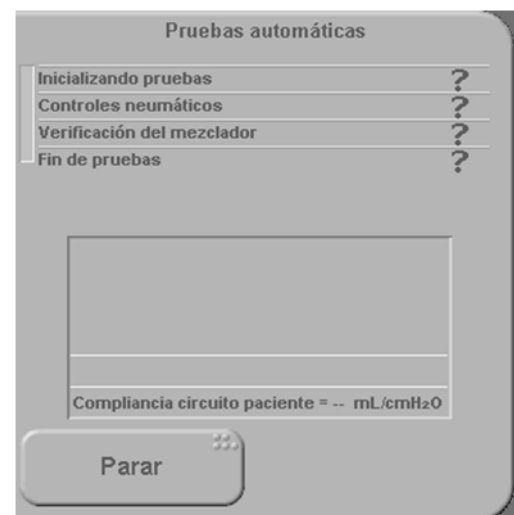 Pruebas automáticas
Inicializando pruebas ?
Controles neumáticos ?
Verificación del mezclador ?
Fin de pruebas ?
Compliancia circuito paciente = -- mL/cmH₂O
Parar